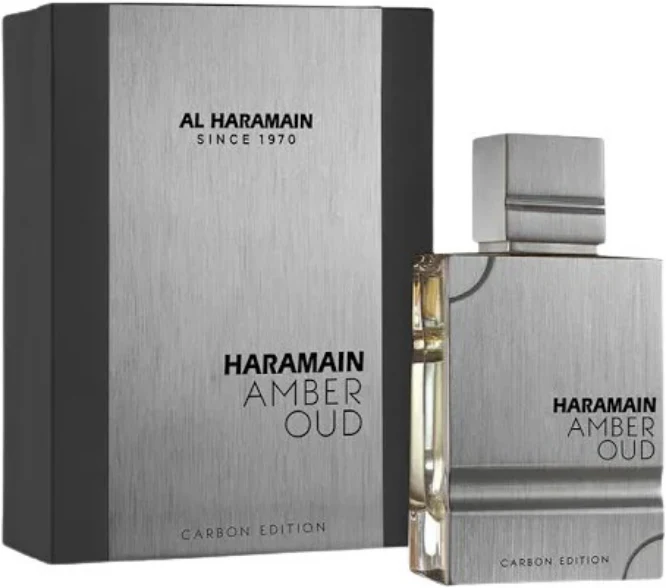 AL HARAMAIN
SINCE 1970
HARAMAIN
AMBER
OUD
CARBON EDITION
HARAMAIN
AMBER
OUD
CARBON EDITION